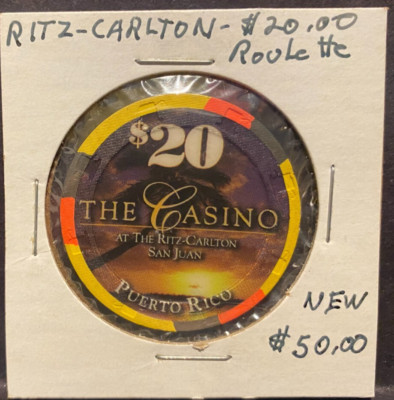 RITZ-CARLTON- $20.00
Roulette
$20
THE CASINO
AT THE RITZ-CARLTON
SAN JUAN
PUERTO RICO
NEW
$50.00